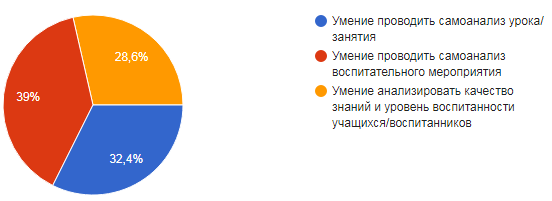 28,6%
39%
32,4%
Умение проводить самоанализ урока/
занятия
Умение проводить самоанализ
воспитательного мероприятия
Умение анализировать качество
знаний и уровень воспитанности
учащихся/воспитанников